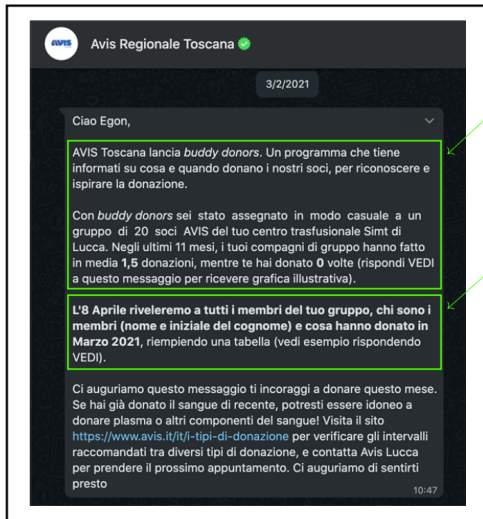 AVIS
Avis Regionale Toscana
3/2/2021
Ciao Egon,
AVIS Toscana lancia buddy donors. Un programma che tiene
informati su cosa e quando donano i nostri soci, per riconoscere e
ispirare la donazione.
Con buddy donors sei stato assegnato in modo casuale a un
gruppo di 20 soci AVIS del tuo centro trasfusionale Simt di
Lucca. Negli ultimi 11 mesi, i tuoi compagni di gruppo hanno fatto
in media 1,5 donazioni, mentre te hai donato 0 volte (rispondi VEDI
a questo messaggio per ricevere grafica illustrativa).
L'8 Aprile riveleremo a tutti i membri del tuo gruppo, chi sono i
membri (nome e iniziale del cognome) e cosa hanno donato in
Marzo 2021, riempiendo una tabella (vedi esempio rispondendo
VEDI).
Ci auguriamo questo messaggio ti incoraggi a donare questo mese.
Se hai già donato il sangue di recente, potresti essere idoneo a
donare plasma o altri componenti del sangue! Visita il sito
https://www.avis.it/it/i-tipi-di-donazione per verificare gli intervalli
raccomandati tra diversi tipi di donazione, e contatta Avis Lucca
per prendere il prossimo appuntamento. Ci auguriamo di sentirti
presto
10:47